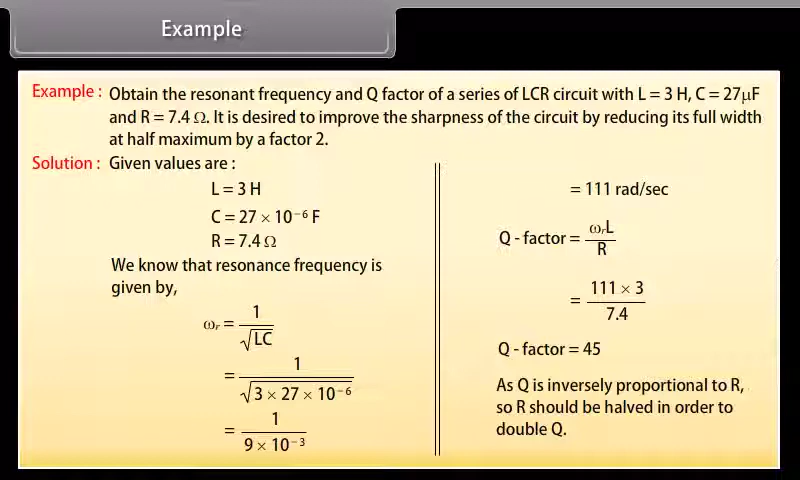 Example
Example : Obtain the resonant frequency and Q factor of a series of LCR circuit with L = 3 H, C = 27µF
and R = 7.4 Ω. It is desired to improve the sharpness of the circuit by reducing its full width
at half maximum by a factor 2.
Solution : Given values are :
L = 3 H
C = 27 × 10⁻⁶ F
R = 7.4 Ω
We know that resonance frequency is
given by,
ωᵣ = 1 / √LC
= 1 / √3 × 27 × 10⁻⁶
= 1 / 9 × 10⁻³
= 111 rad/sec
Q - factor = ωᵣL / R
= 111 × 3 / 7.4
Q - factor = 45
As Q is inversely proportional to R,
so R should be halved in order to
double Q.